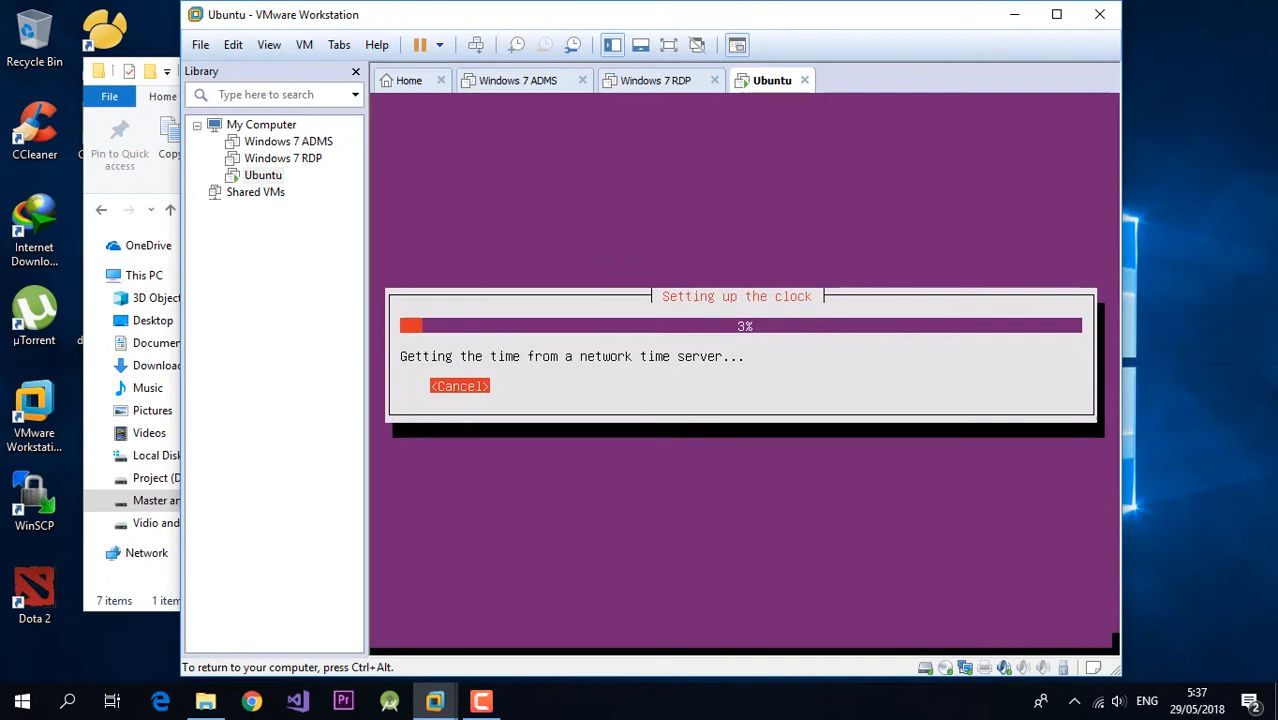 Ubuntu - VMware Workstation
File Edit View VM Tabs Help
Library
Type here to search
My Computer
Windows 7 ADMS
Windows 7 RDP
Ubuntu
Shared VMs
Home
Windows 7 ADMS
Windows 7 RDP
Ubuntu
Setting up the clock
3%
Getting the time from a network time server...
<Cancel>
To return to your computer, press Ctrl+Alt.
Recycle Bin
CCleaner
Internet
Downlo...
µTorrent
VMware
Workstati...
WinSCP
Dota 2
File
Home
Pin to Quick
access
Copy
OneDrive
This PC
3D Object
Desktop
Documen
Download
Music
Pictures
Videos
Local Disk
Project (D
Master an
Vidio and
Network
7 items
1 item
ENG
5:37
29/05/2018
2